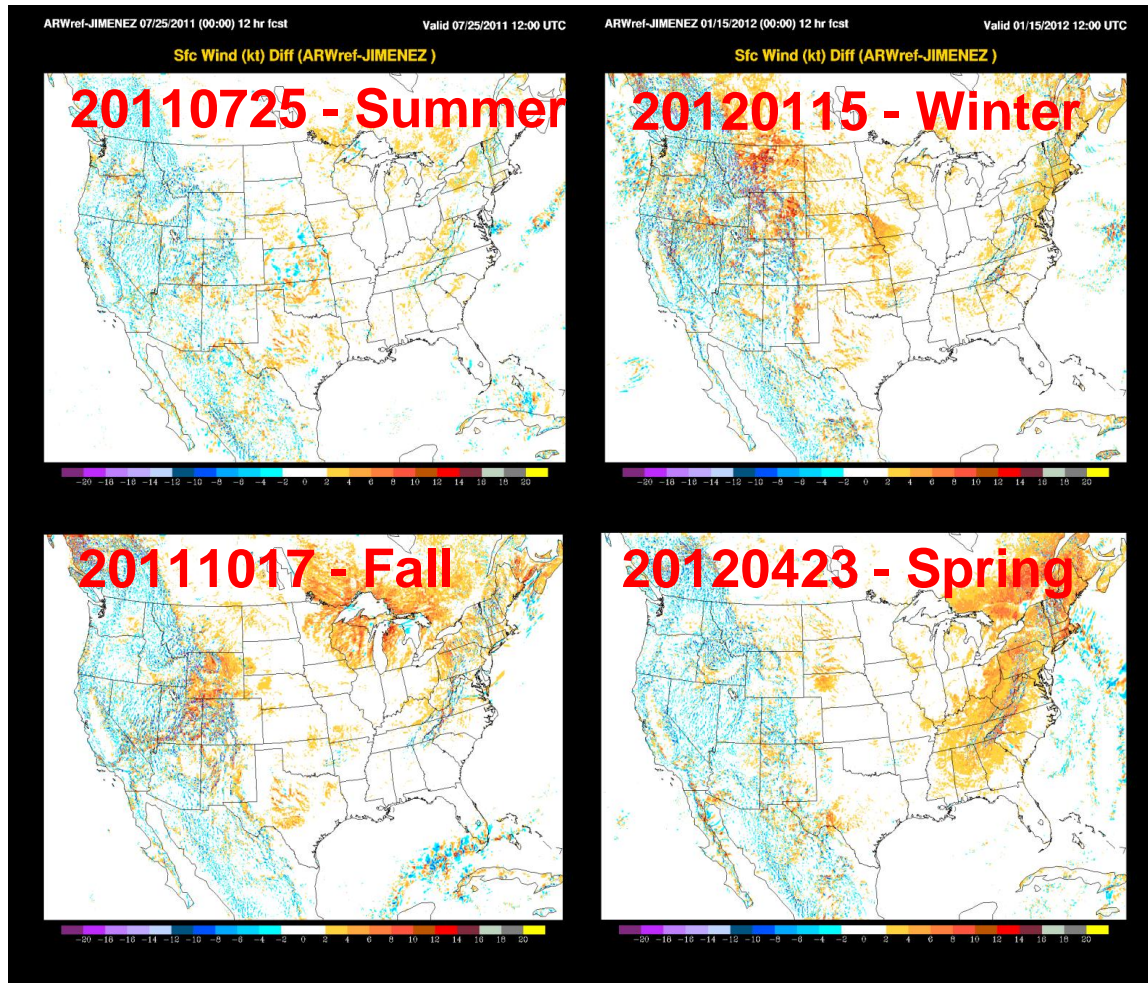 ARWref-JIMENEZ 07/25/2011 (00:00) 12 hr fcst Valid 07/25/2011 12:00 UTC
Sfc Wind (kt) Diff (ARWref-JIMENEZ )
20110725 - Summer
-20 -18 -16 -14 -12 -10 -8 -6 -4 -2 0 2 4 6 8 10 12 14 16 18 20
ARWref-JIMENEZ 01/15/2012 (00:00) 12 hr fcst Valid 01/15/2012 12:00 UTC
Sfc Wind (kt) Diff (ARWref-JIMENEZ )
20120115 - Winter
-20 -18 -16 -14 -12 -10 -8 -6 -4 -2 0 2 4 6 8 10 12 14 16 18 20
20111017 - Fall
-20 -18 -16 -14 -12 -10 -8 -6 -4 -2 0 2 4 6 8 10 12 14 16 18 20
20120423 - Spring
-20 -18 -16 -14 -12 -10 -8 -6 -4 -2 0 2 4 6 8 10 12 14 16 18 20